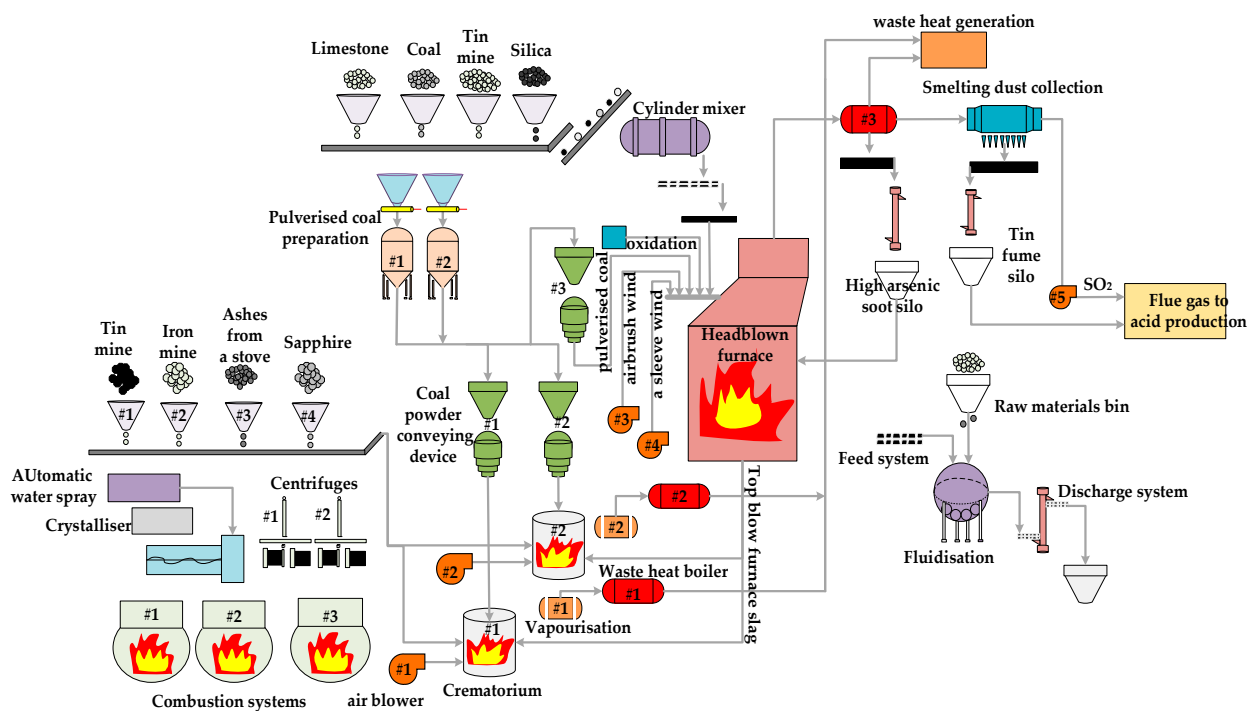 waste heat generation
Limestone
Coal
Tin
mine
Silica
Cylinder mixer
Smelting dust collection
#3
Pulverised coal
preparation
#1
#2
oxidation
#3
pulverised coal
airbrush wind
a sleeve wind
Tin
fume
silo
High arsenic
soot silo
#5
SO₂
Flue gas to
acid production
Headblown
furnace
Tin
mine
Iron
mine
Ashes
from
a stove
Sapphire
#1
#2
#3
#4
Coal
powder
conveying
device
#1
#2
#3
#4
Raw materials bin
Feed system
Discharge system
Fluidisation
AUtomatic
water spray
Crystalliser
Centrifuges
#1
#2
#2
#2
#2
#2
Top blow furnace slag
Waste heat boiler
#1
#1
Vapourisation
#1
#1
#2
#3
#1
Combustion systems
air blower
Crematorium